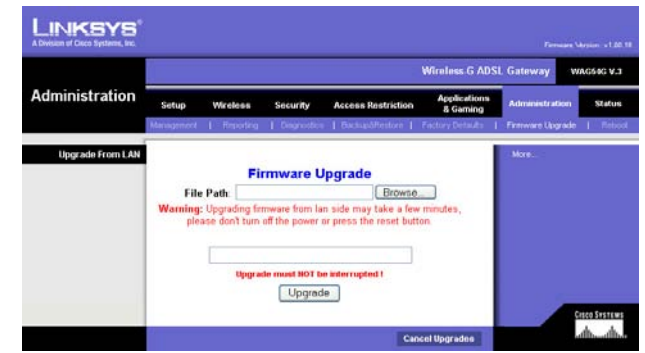 LINKSYS®
A Division of Cisco Systems, Inc.
Firmware Version: v1.00.18
Wireless-G ADSL Gateway WAG54G V.3
Administration
Setup Wireless Security Access Restriction Applications & Gaming Administration Status
Management | Reporting | Diagnostics | Backup&Restore | Factory Defaults | Firmware Upgrade | Reboot
Upgrade From LAN
More...
Firmware Upgrade
File Path: Browse...
Warning: Upgrading firmware from lan side may take a few minutes,
please don't turn off the power or press the reset button.
Upgrade must NOT be interrupted !
Upgrade
Cancel Upgrades
CISCO SYSTEMS